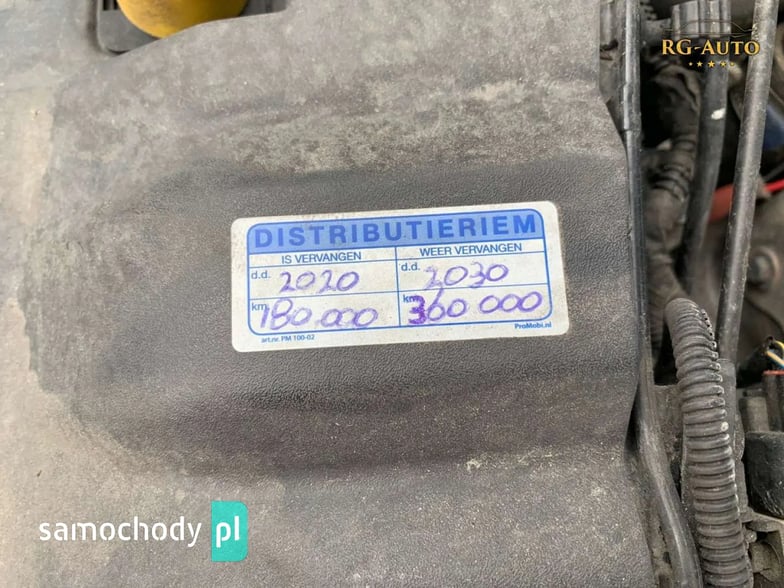 RG-AUTO
DISTRIBUTIERIEM
IS VERVANGEN WEER VERVANGEN
d.d. 2020 d.d. 2030
km 180.000 km 360 000
art.nr. PM 100-02 ProMobi.nl
samochody pl